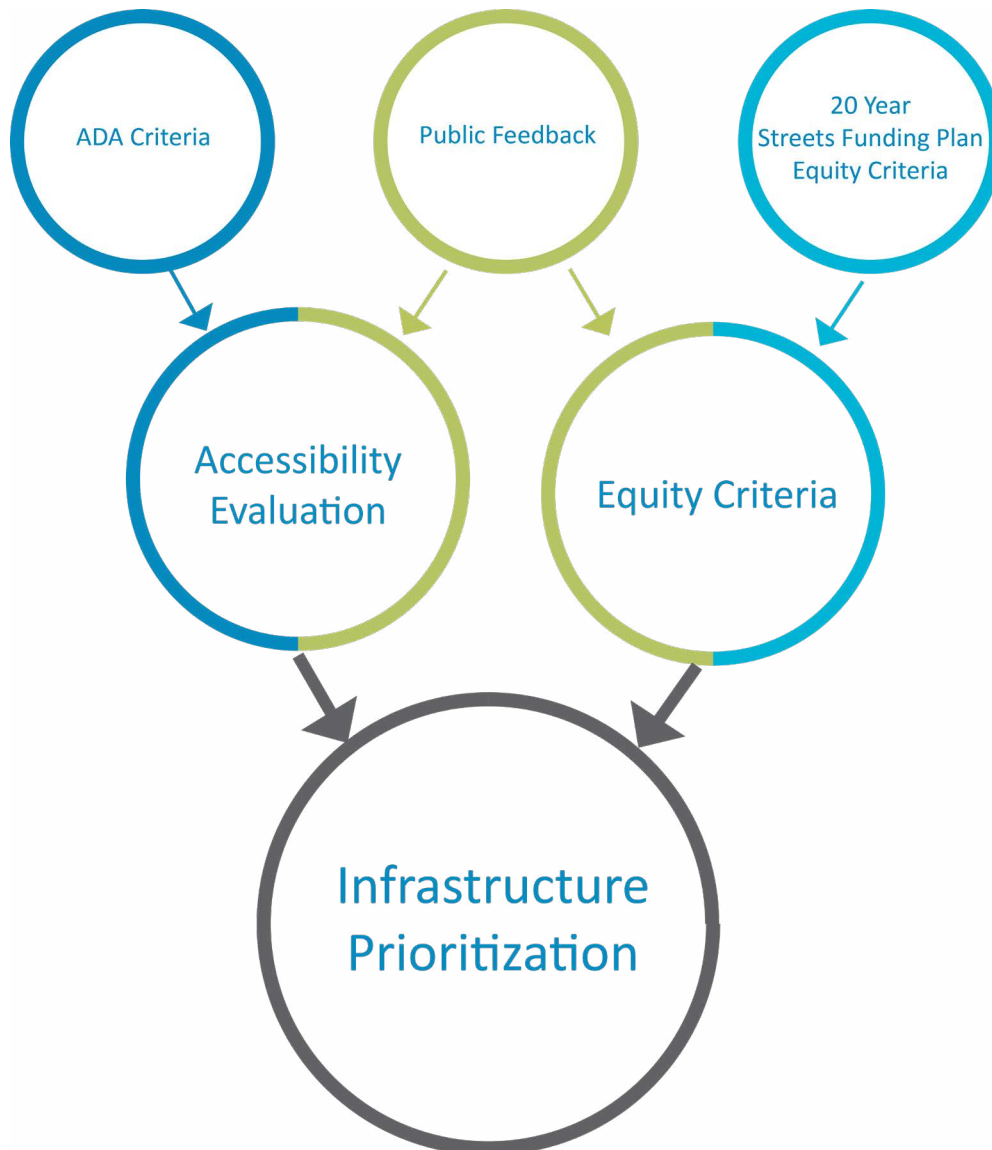 ADA Criteria
Public Feedback
20 Year
Streets Funding Plan
Equity Criteria
Accessibility
Evaluation
Equity Criteria
Infrastructure
Prioritization